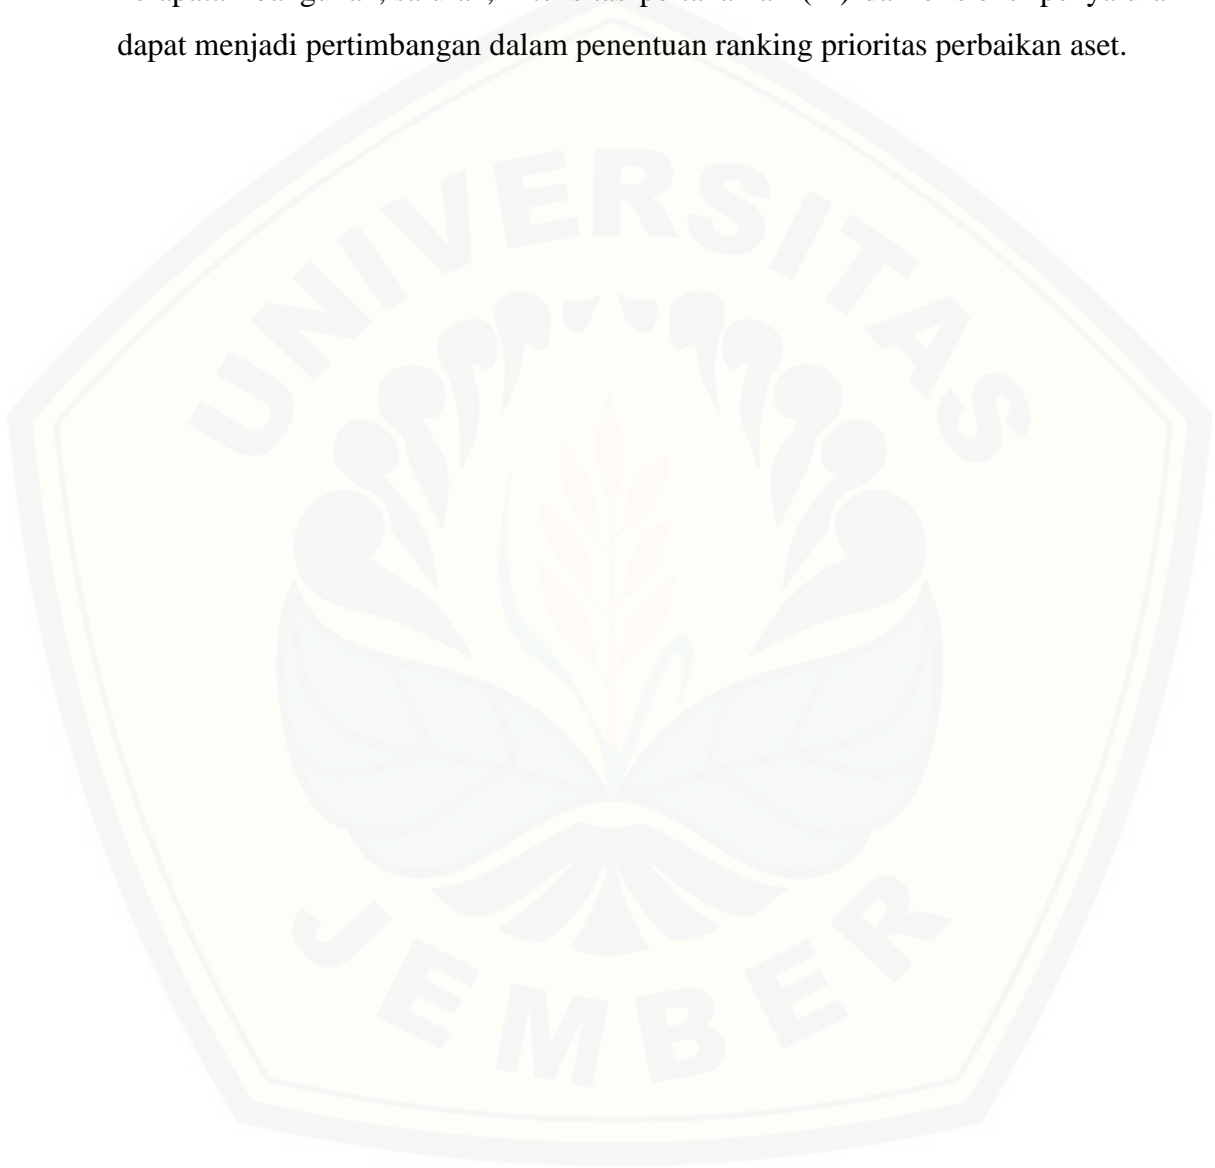 dapat menjadi pertimbangan dalam penentuan ranking prioritas perbaikan aset.
UNIVERSITAS
JEMBER